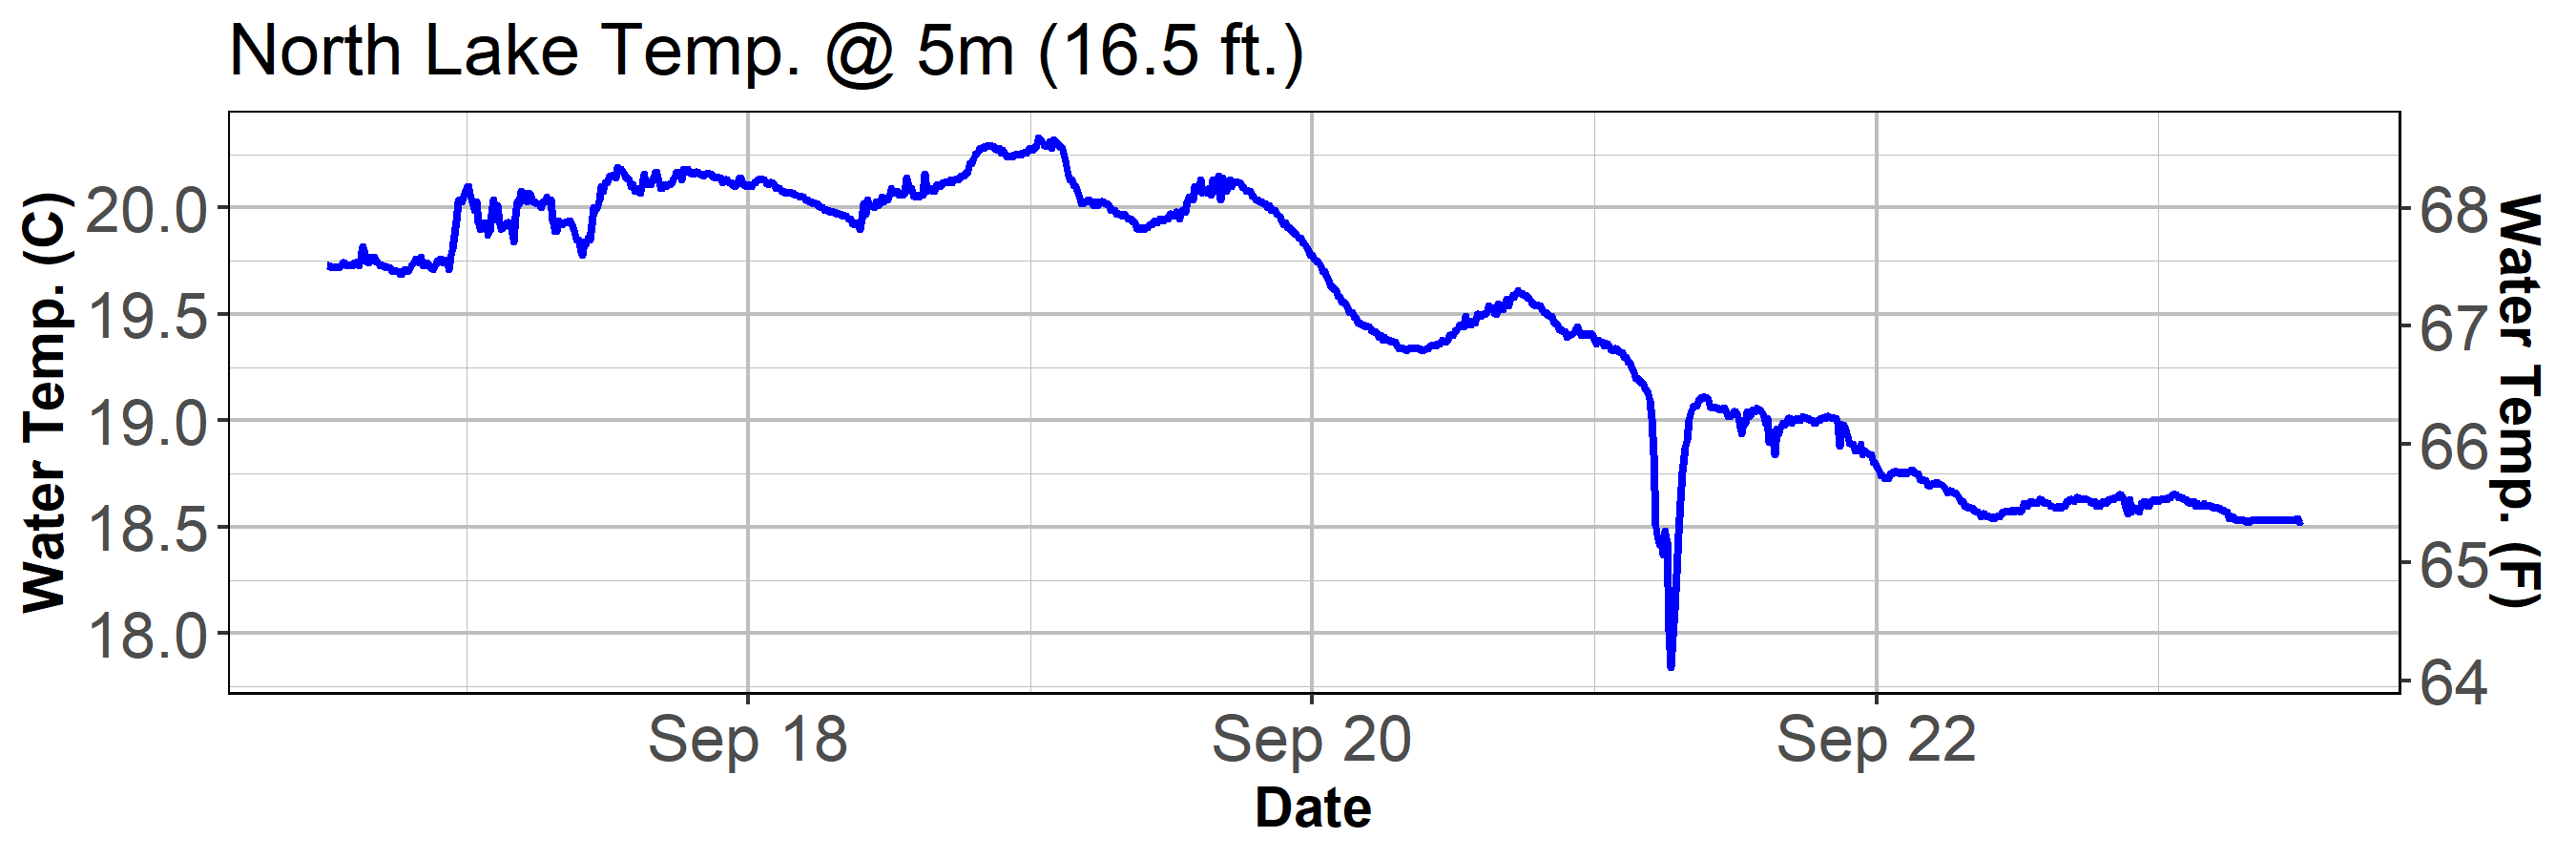 North Lake Temp. @ 5m (16.5 ft.)
Water Temp. (C)
20.0
19.5
19.0
18.5
18.0
68
67
66
65
64
Water Temp. (F)
Sep 18
Sep 20
Sep 22
Date